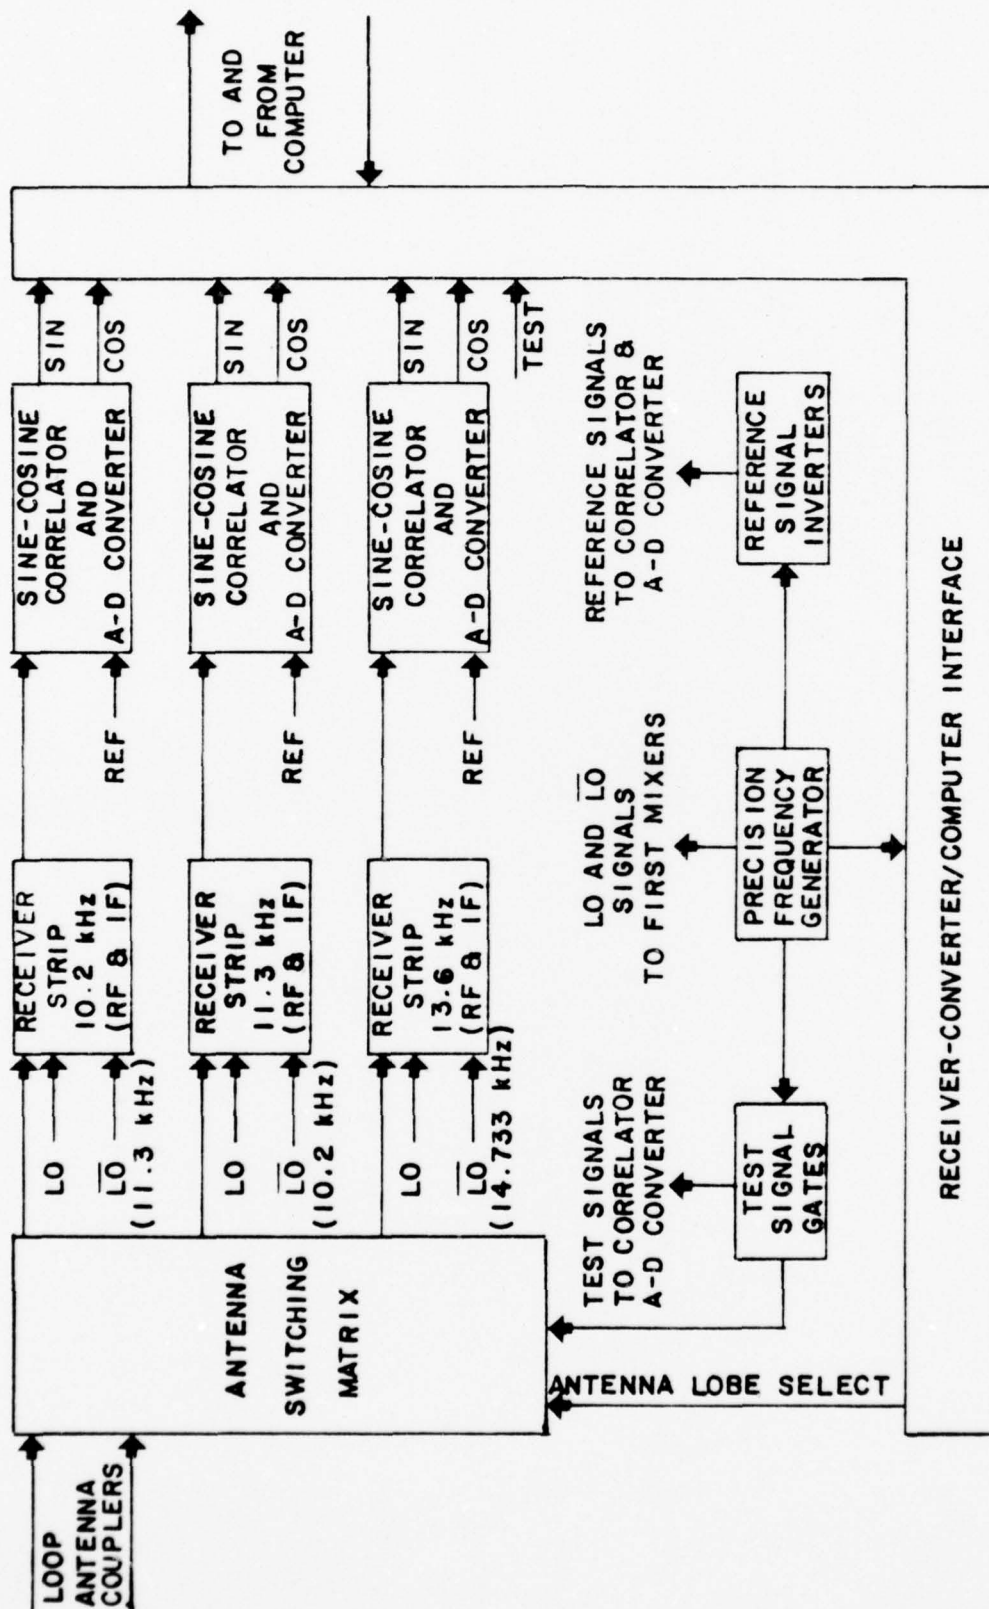 LOOP
ANTENNA
COUPLERS
ANTENNA
SWITCHING
MATRIX
LO
L̅O̅
(11.3 kHz)
RECEIVER
STRIP
10.2 kHz
(RF & IF)
REF
SINE-COSINE
CORRELATOR
AND
A-D CONVERTER
SIN
COS
LO
L̅O̅
(10.2 kHz)
RECEIVER
STRIP
11.3 kHz
(RF & IF)
REF
SINE-COSINE
CORRELATOR
AND
A-D CONVERTER
SIN
COS
LO
L̅O̅
(14.733 kHz)
RECEIVER
STRIP
13.6 kHz
(RF & IF)
REF
SINE-COSINE
CORRELATOR
AND
A-D CONVERTER
SIN
COS
TEST
TO AND
FROM
COMPUTER
TEST SIGNALS
TO CORRELATOR
A-D CONVERTER
LO AND L̅O̅
SIGNALS
TO FIRST MIXERS
REFERENCE SIGNALS
TO CORRELATOR &
A-D CONVERTER
TEST
SIGNAL
GATES
PRECISION
FREQUENCY
GENERATOR
REFERENCE
SIGNAL
INVERTERS
ANTENNA LOBE SELECT
RECEIVER-CONVERTER/COMPUTER INTERFACE